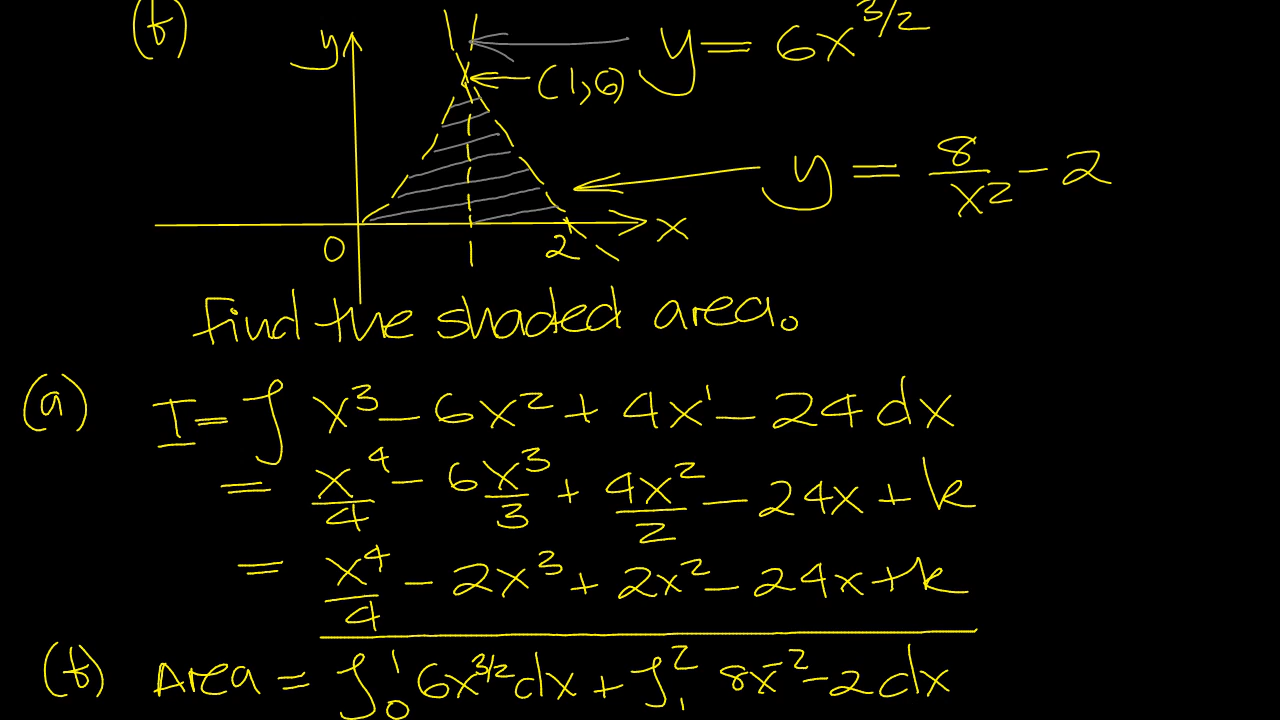 (b) y y = 6x^{3/2}
(1,6)
y = 8/x² - 2
0 1 2 x
find the shaded area.
(a) I = ∫ x³ - 6x² + 4x¹ - 24 dx
= x⁴/4 - 6x³/3 + 4x²/2 - 24x + k
= x⁴/4 - 2x³ + 2x² - 24x + k
(b) Area = ∫₀¹ 6x^{3/2} dx + ∫₁² 8x⁻² - 2 dx